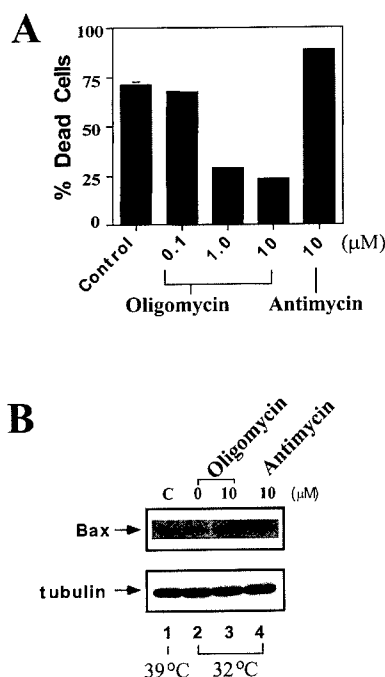 A
% Dead Cells
100
75
50
25
0
Control
0.1
1.0
10
10
(µM)
Oligomycin
Antimycin
B
Oligomycin
Antimycin
C 0 10 10 (µM)
Bax
tubulin
1 2 3 4
39°C 32°C